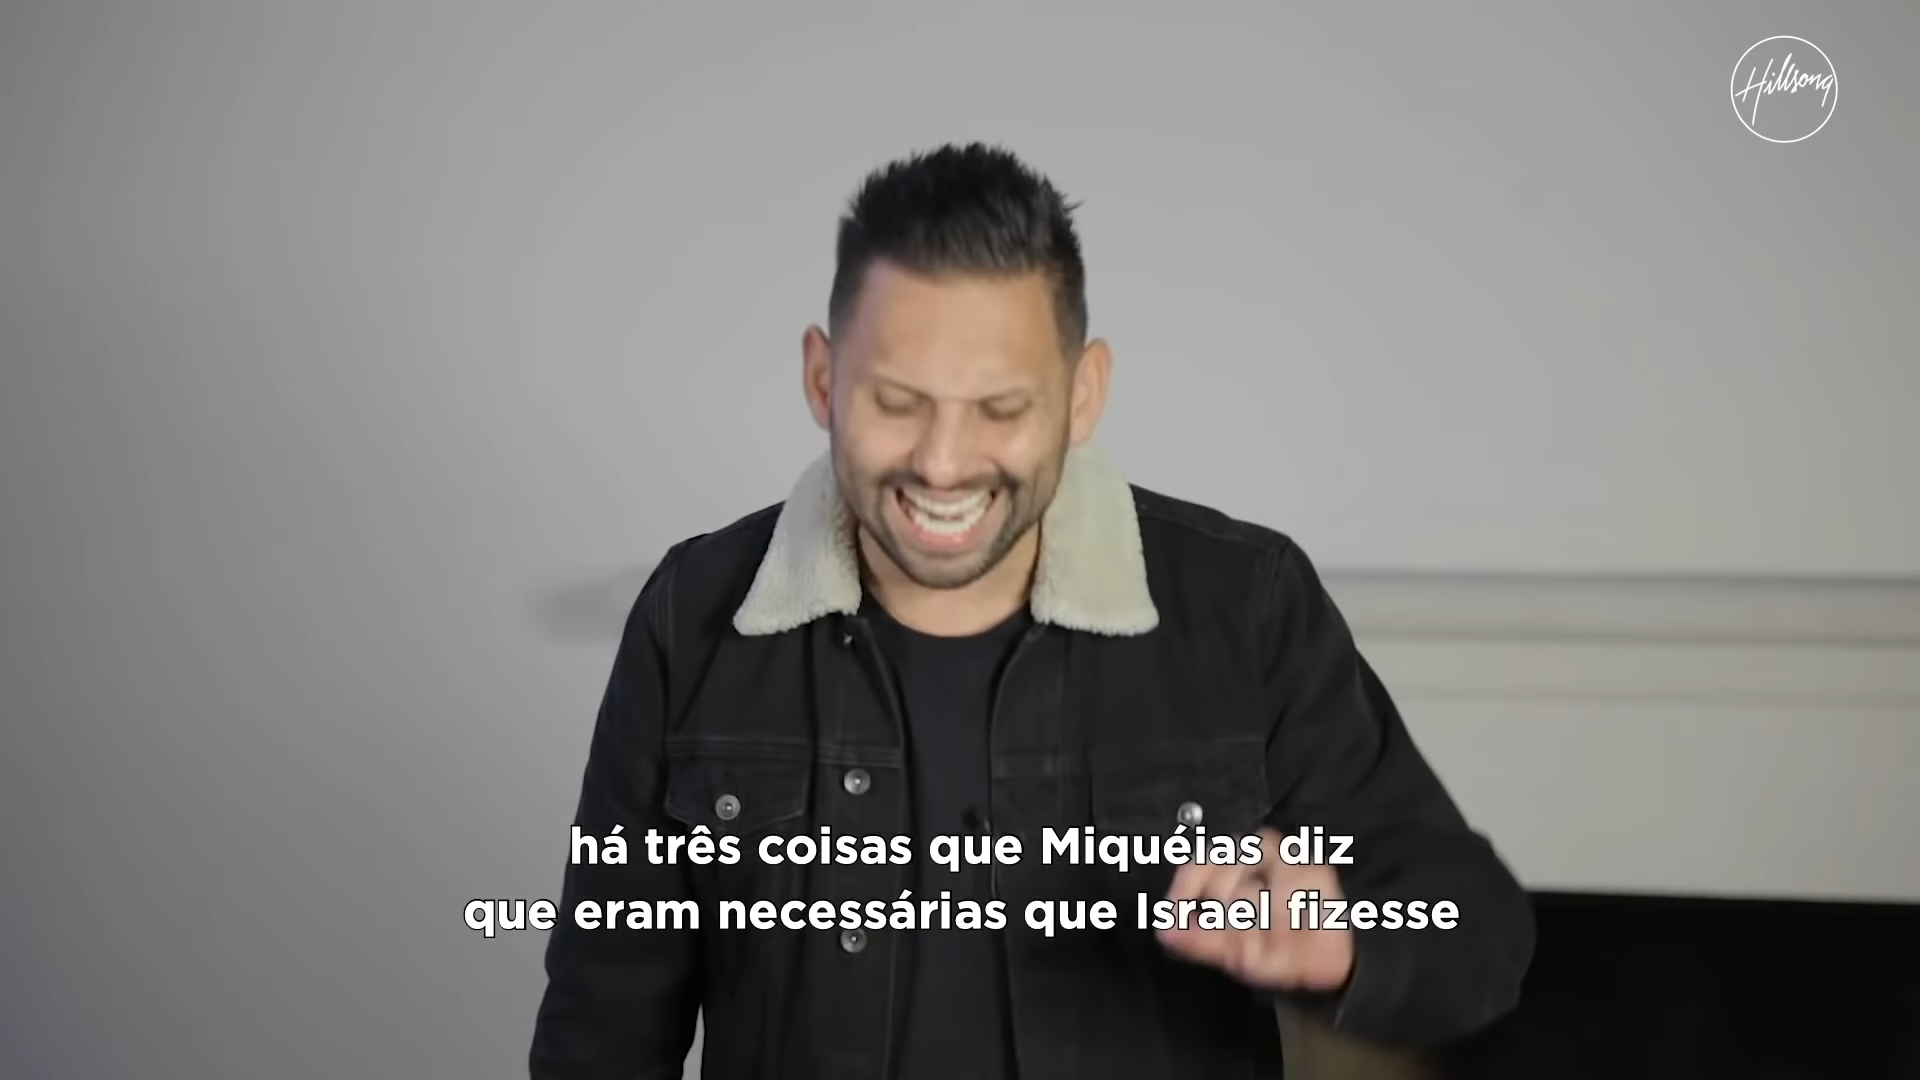 Hillsong
há três coisas que Miquéias diz
que eram necessárias que Israel fizesse